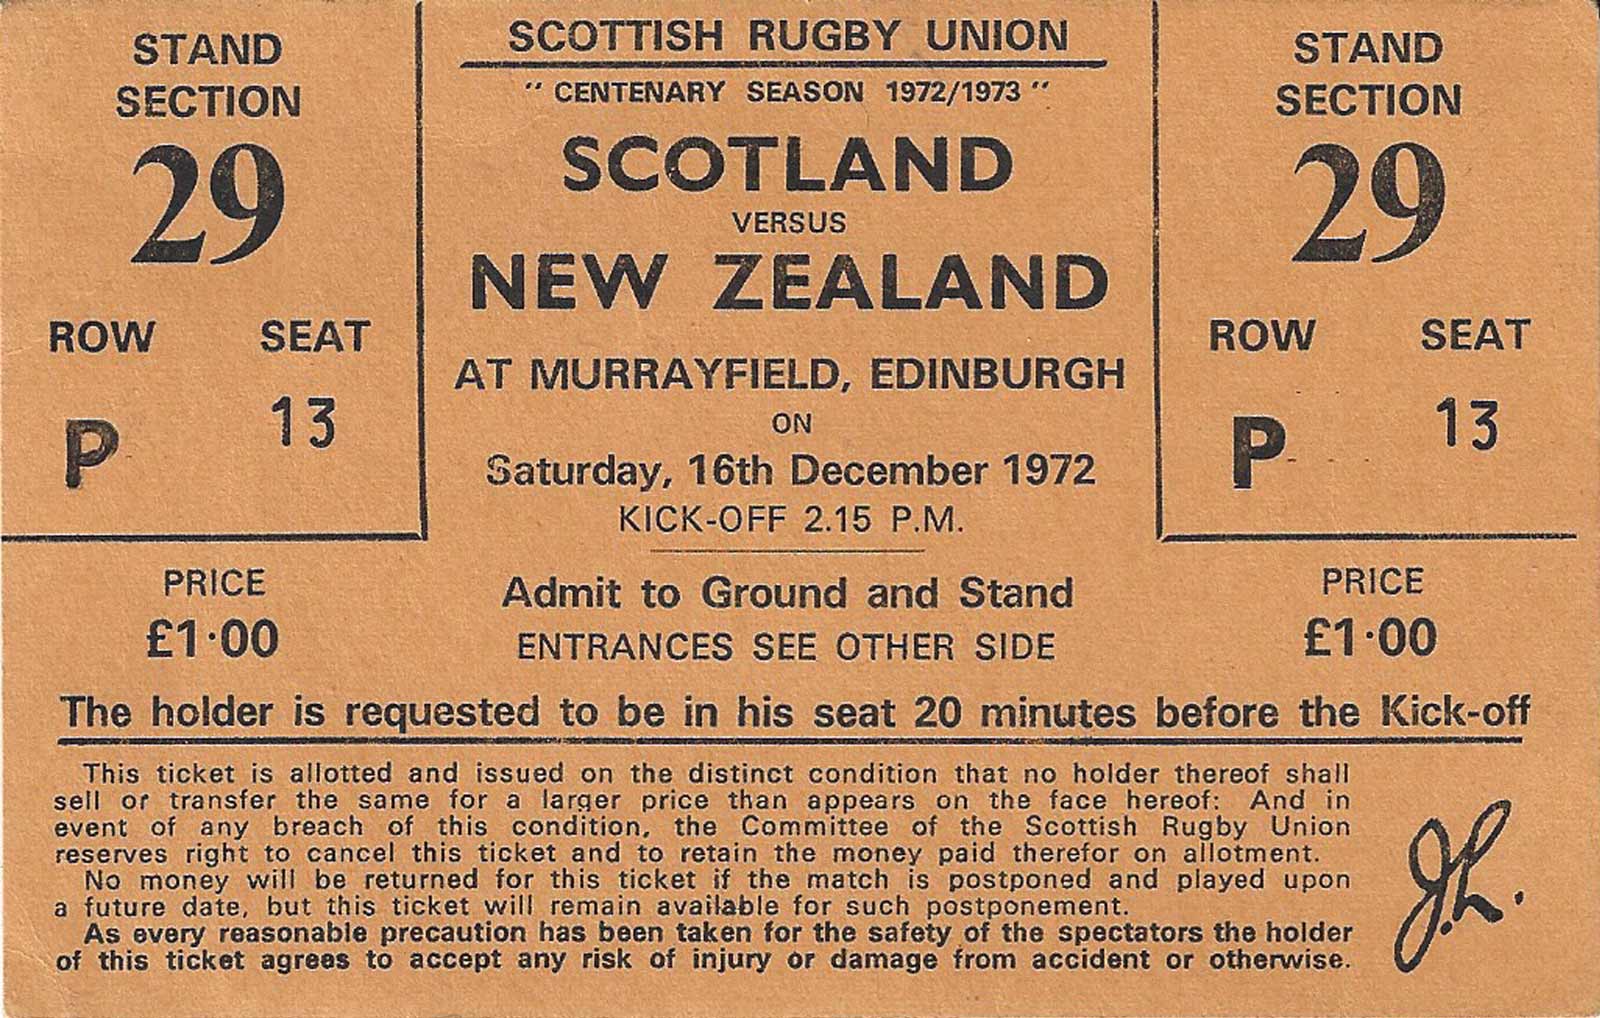 STAND
SECTION
29
ROW SEAT
P 13
PRICE
£1·00
SCOTTISH RUGBY UNION
" CENTENARY SEASON 1972/1973 "
SCOTLAND
VERSUS
NEW ZEALAND
AT MURRAYFIELD, EDINBURGH
ON
Saturday, 16th December 1972
KICK-OFF 2.15 P.M.
Admit to Ground and Stand
ENTRANCES SEE OTHER SIDE
STAND
SECTION
29
ROW SEAT
P 13
PRICE
£1·00
The holder is requested to be in his seat 20 minutes before the Kick-off
This ticket is allotted and issued on the distinct condition that no holder thereof shall
sell or transfer the same for a larger price than appears on the face hereof: And in
event of any breach of this condition, the Committee of the Scottish Rugby Union
reserves right to cancel this ticket and to retain the money paid therefor on allotment.
No money will be returned for this ticket if the match is postponed and played upon
a future date, but this ticket will remain available for such postponement.
As every reasonable precaution has been taken for the safety of the spectators the holder
of this ticket agrees to accept any risk of injury or damage from accident or otherwise.